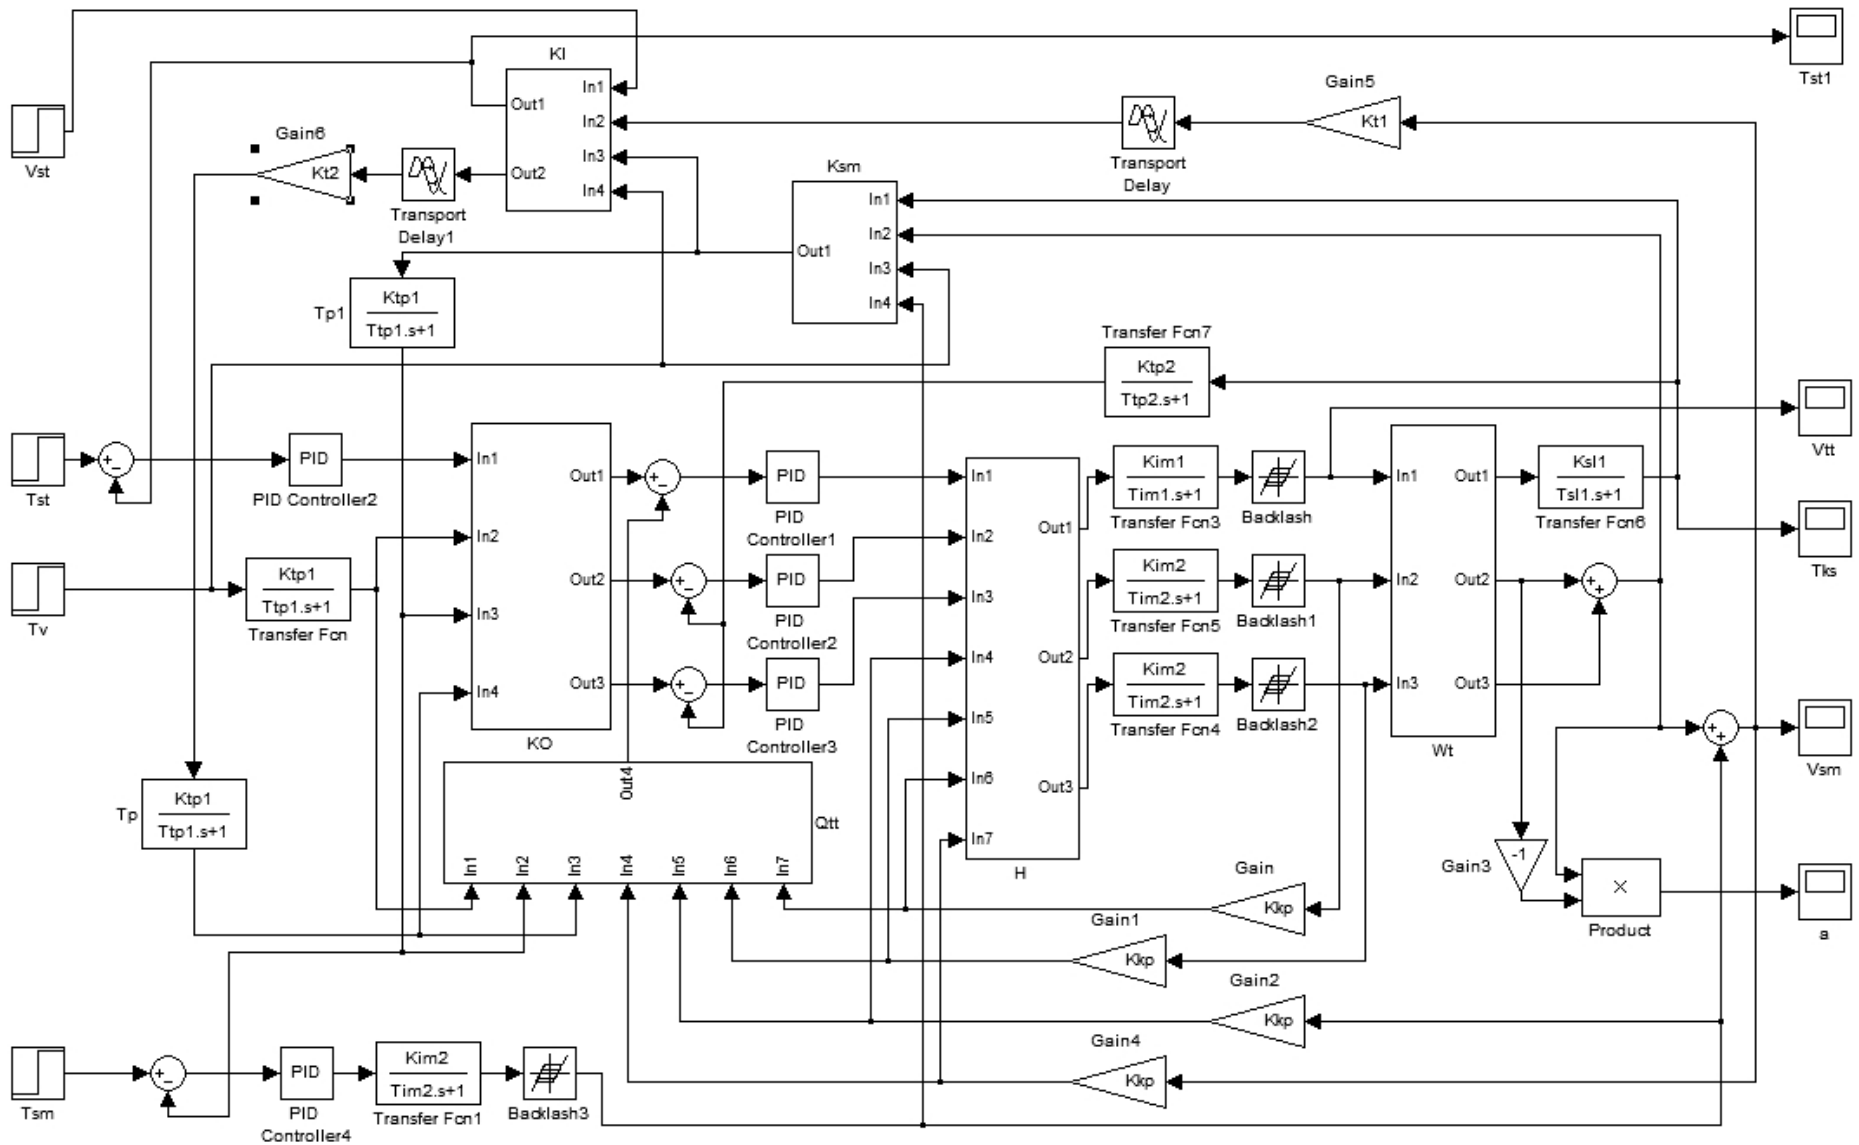 KI
Tst1
In1
Out1
In2
Gain5
Kt1
Vst
Gain6
Kt2
Transport
Delay1
Out2
In3
In4
Transport
Delay
Ksm
In1
In2
Out1
In3
In4
Tp1
Ktp1
Ttp1.s+1
Transfer Fcn7
Ktp2
Ttp2.s+1
Vtt
Tst
+
-
PID
PID Controller2
In1
Out1
In2
Out2
In3
Out3
In4
KO
+
-
PID
PID
Controller1
+
-
PID
PID
Controller2
+
-
PID
PID
Controller3
In1
Out1
In2
In3
In4
Out2
In5
In6
Out3
In7
H
Kim1
Tim1.s+1
Transfer Fcn3
Backlash
Kim2
Tim2.s+1
Transfer Fcn5
Backlash1
Kim2
Tim2.s+1
Transfer Fcn4
Backlash2
In1
Out1
In2
Out2
In3
Out3
Wt
Ksl1
Tsl1.s+1
Transfer Fcn6
Tks
+
+
+
+
Vsm
Tv
Ktp1
Ttp1.s+1
Transfer Fcn
Tp
Ktp1
Ttp1.s+1
Out4
Qtt
In1
In2
In3
In4
In5
In6
In7
Gain
Kkp
Gain1
Kkp
Gain2
Kkp
Gain4
Kkp
Gain3
-1
×
Product
a
Tsm
+
-
PID
PID
Controller4
Kim2
Tim2.s+1
Transfer Fcn1
Backlash3